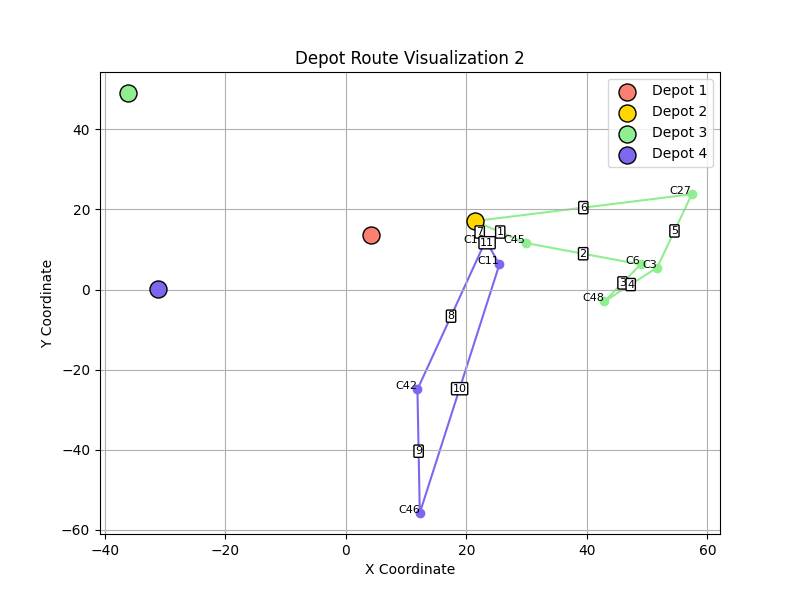 Depot Route Visualization 2
Depot 1
Depot 2
Depot 3
Depot 4
40
20
0
−20
−40
−60
−40
−20
0
20
40
60
Y Coordinate
X Coordinate
C27
6
5
7
1
C45
11
2
C11
C6
C3
3
4
C48
8
C42
10
9
C46